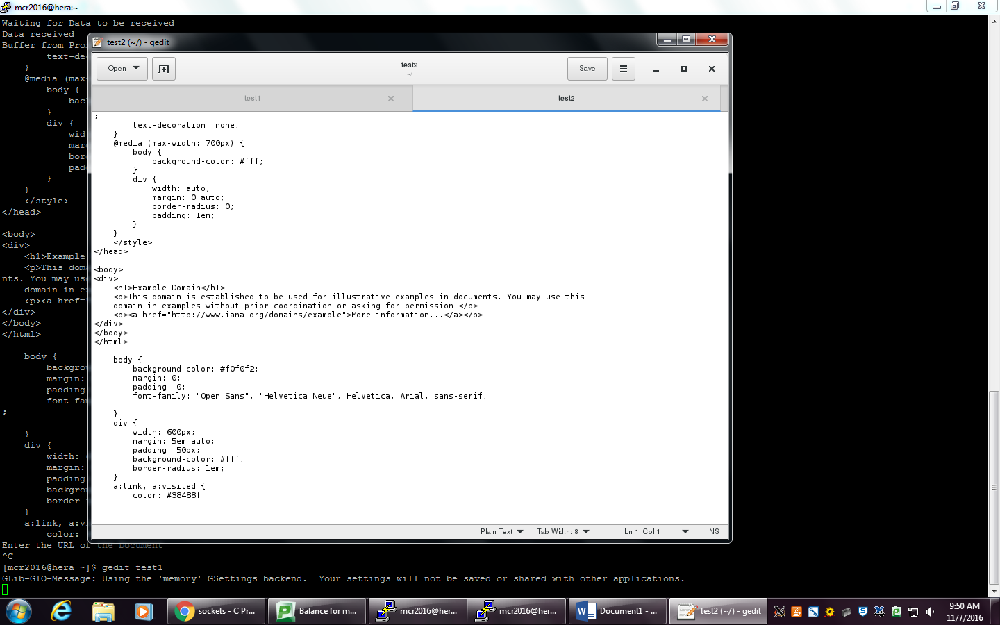 mcr2016@hera:~
Waiting for Data to be received
Data received
Buffer from Pro
        text-de
    }
    @media (max
        body {
            bac
        }
        div {
            wid
            mar
            bor
            pad
        }
    }
    </style>
</head>
<body>
<div>
    <h1>Example
    <p>This dom
nts. You may us
    domain in e
    <p><a href=
</div>
</body>
</html>
    body {
        backgro
        margin:
        padding
        font-fa
;
    }
    div {
        width:
        margin:
        padding
        backgro
        border-
    }
    a:link, a:v
        color:
Enter the URL of the Document
^C
[mcr2016@hera ~]$ gedit test1
GLib-GIO-Message: Using the 'memory' GSettings backend.  Your settings will not be saved or shared with other applications.
test2 (~/) - gedit
Open
test2
~/
Save
test1
test2
;
        text-decoration: none;
    }
    @media (max-width: 700px) {
        body {
            background-color: #fff;
        }
        div {
            width: auto;
            margin: 0 auto;
            border-radius: 0;
            padding: 1em;
        }
    }
    </style>
</head>
<body>
<div>
    <h1>Example Domain</h1>
    <p>This domain is established to be used for illustrative examples in documents. You may use this
    domain in examples without prior coordination or asking for permission.</p>
    <p><a href="http://www.iana.org/domains/example">More information...</a></p>
</div>
</body>
</html>
    body {
        background-color: #f0f0f2;
        margin: 0;
        padding: 0;
        font-family: "Open Sans", "Helvetica Neue", Helvetica, Arial, sans-serif;
    }
    div {
        width: 600px;
        margin: 5em auto;
        padding: 50px;
        background-color: #fff;
        border-radius: 1em;
    }
    a:link, a:visited {
        color: #38488f
Plain Text
Tab Width: 8
Ln 1, Col 1
INS
sockets - C Pr...
Balance for m...
mcr2016@her...
mcr2016@her...
Document1 - ...
test2 (~/) - gedit
9:50 AM
11/7/2016